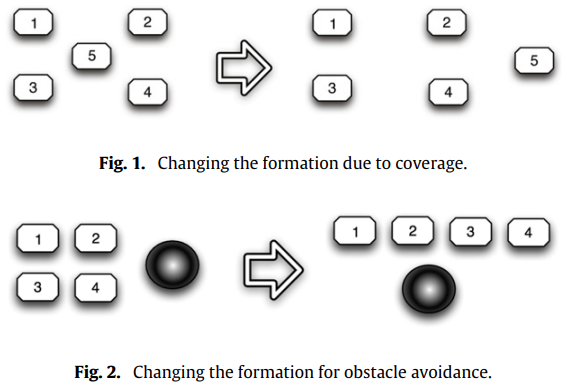 1 2 1 2
5 5
3 4 3 4
Fig. 1. Changing the formation due to coverage.
1 2 1 2 3 4
3 4
Fig. 2. Changing the formation for obstacle avoidance.